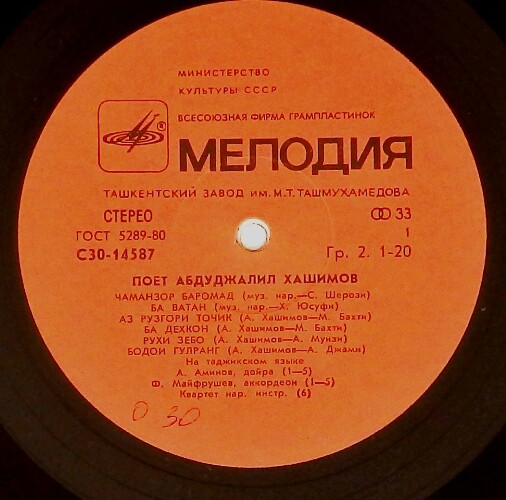 МИНИСТЕРСТВО
КУЛЬТУРЫ СССР
ВСЕСОЮЗНАЯ ФИРМА ГРАМПЛАСТИНОК
МЕЛОДИЯ
ТАШКЕНТСКИЙ ЗАВОД им. М.Т. ТАШМУХАМЕДОВА
СТЕРЕО
33
ГОСТ 5289-80
1
С30-14587
Гр. 2. 1-20
ПОЕТ АБДУДЖАЛИЛ ХАШИМОВ
ЧАМАНЗОР БАРОМАД (муз. нар.—С. Шерози)
БА ВАТАН (муз. нар.—Х. Юсуфи)
АЗ РУЗГОРИ ТОЧИК (А. Хашимов—М. Бахти)
БА ДЕХКОН (А. Хашимов—М. Бахти)
РУХИ ЗЕБО (А. Хашимов—А. Муизи)
БОДОИ ГУЛРАНГ (А. Хашимов—А. Джами)
На таджикском языке
А. Аминов, дойра (1—5)
Ф. Майфрушев, аккордеон (1—5)
Квартет нар. инстр. (6)
О 30